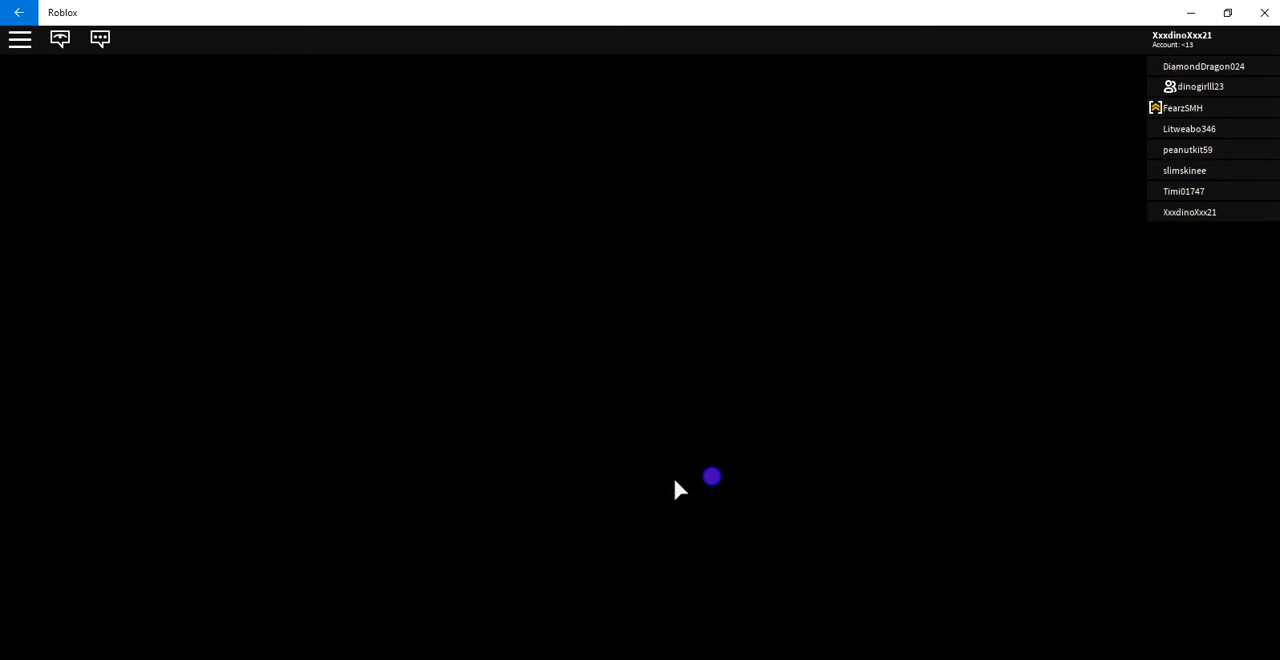 Roblox
XxxdinoXxx21
Account: <13
DiamondDragon024
dinogirlll23
FearzSMH
Litweabo346
peanutkit59
slimskinee
Timi01747
XxxdinoXxx21